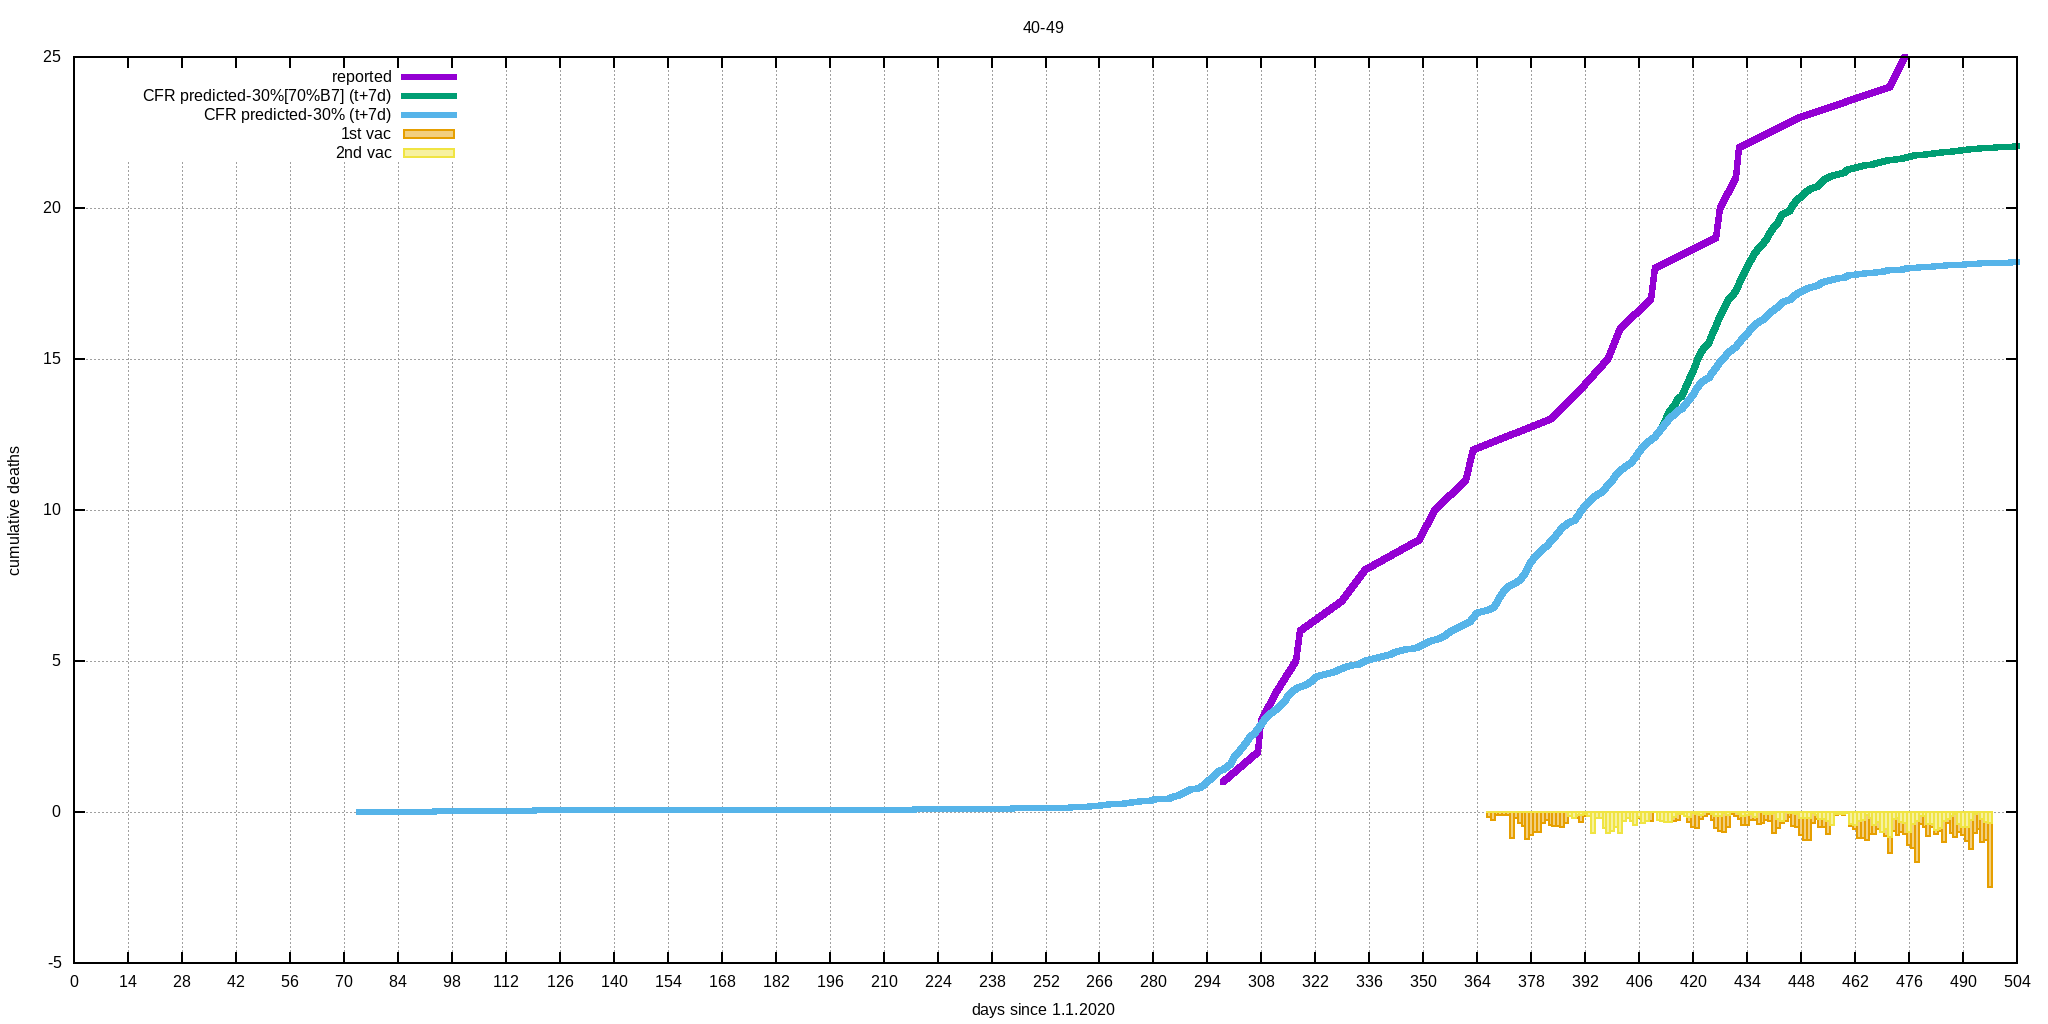 40-49
reported
CFR predicted-30%[70%B7] (t+7d)
CFR predicted-30% (t+7d)
1st vac
2nd vac
25
20
15
10
5
0
-5
cumulative deaths
0 14 28 42 56 70 84 98 112 126 140 154 168 182 196 210 224 238 252 266 280 294 308 322 336 350 364 378 392 406 420 434 448 462 476 490 504
days since 1.1.2020